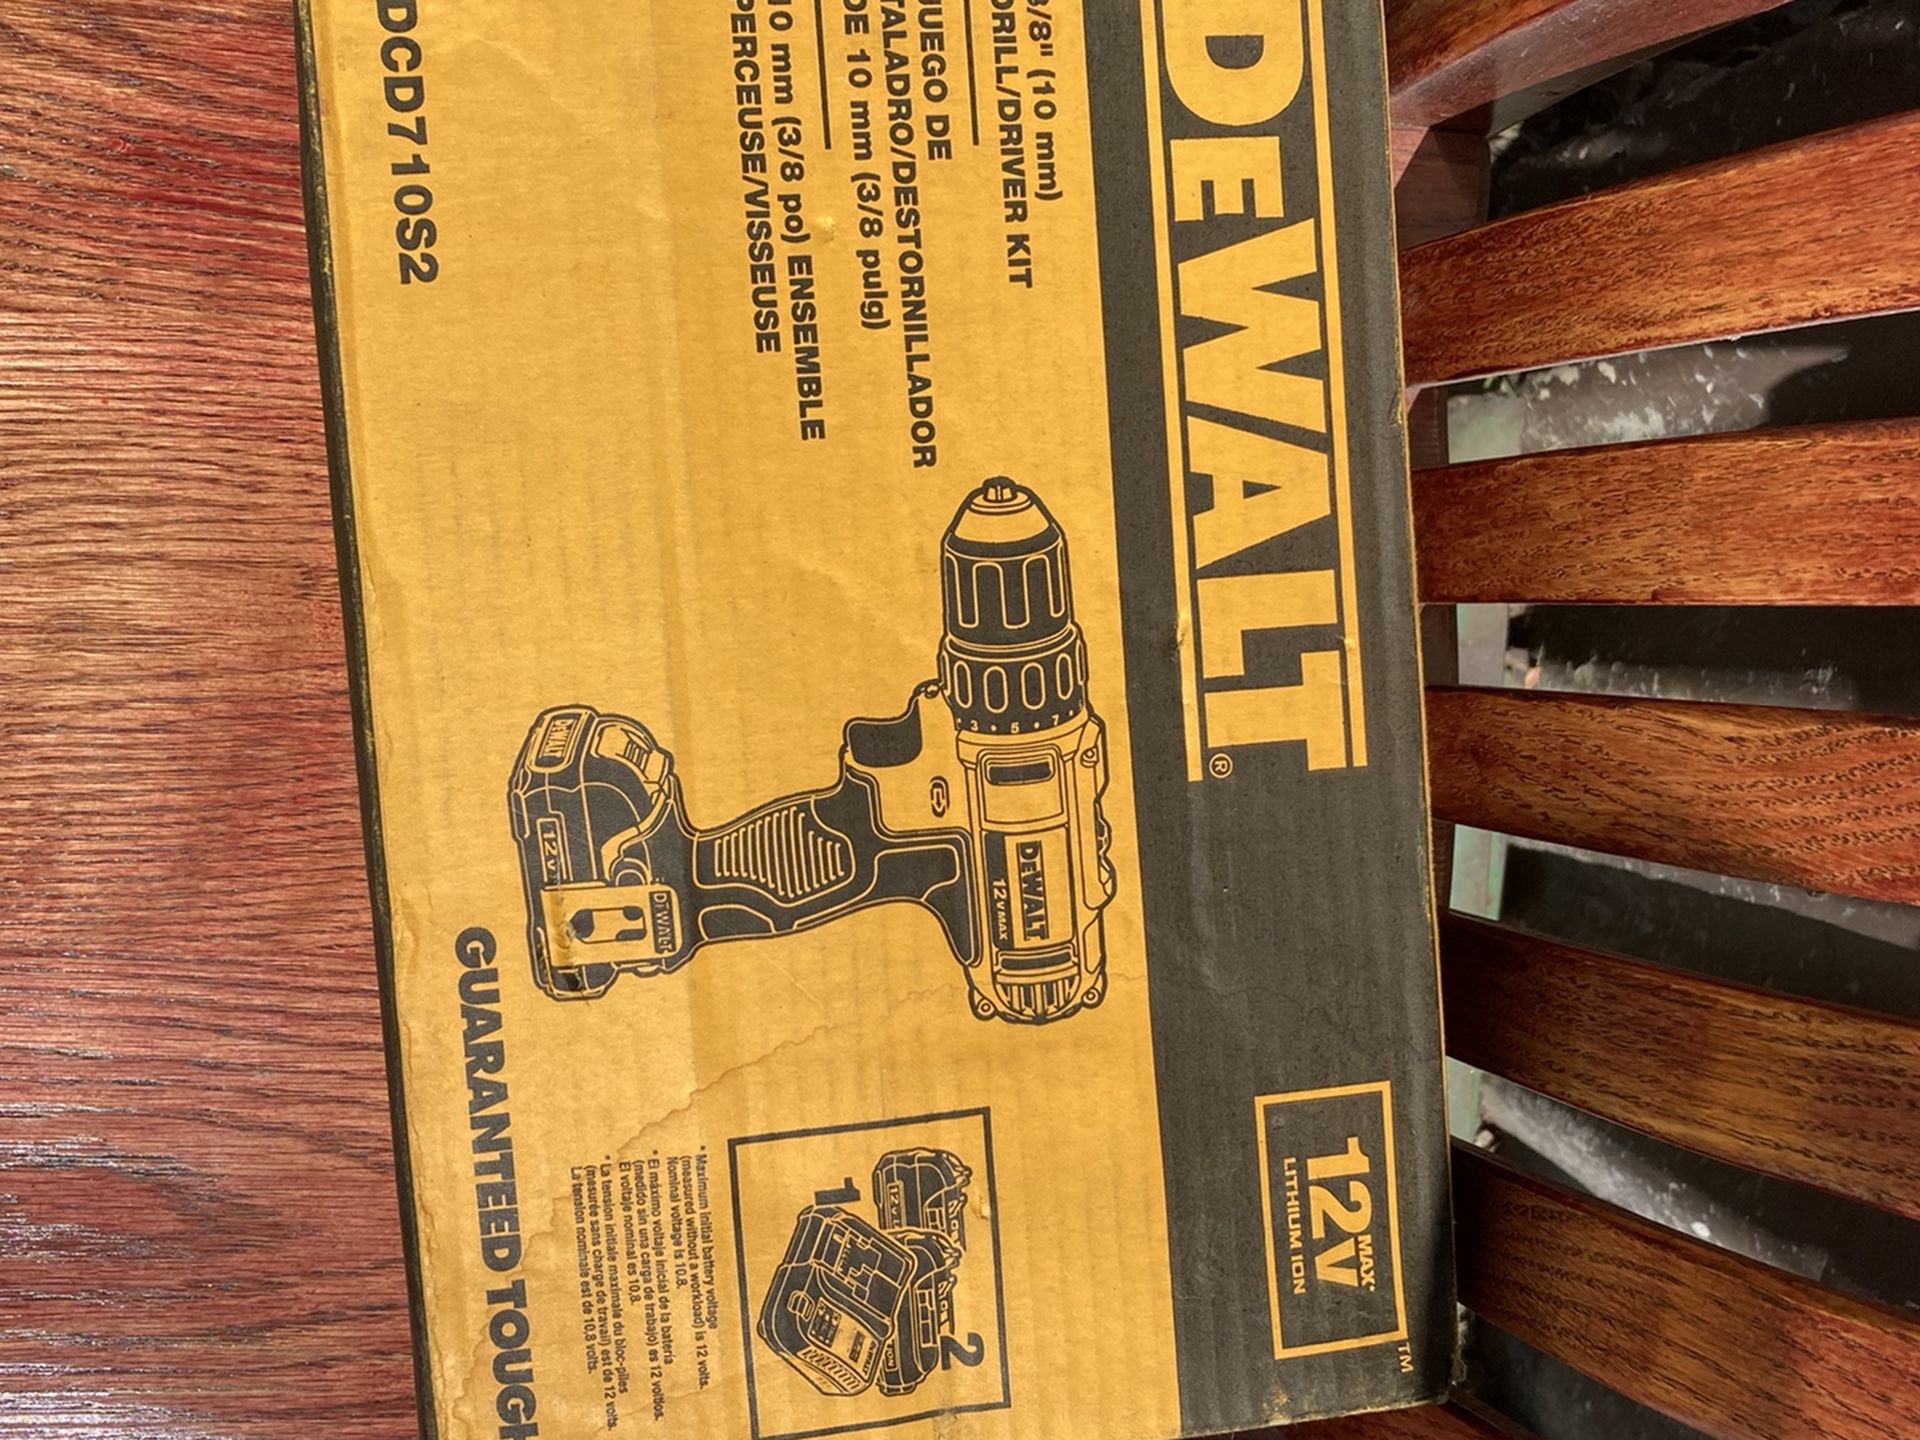 DEWALT®
12V MAX*
LITHIUM ION
TM
3/8" (10 mm)
DRILL/DRIVER KIT
JUEGO DE
TALADRO/DESTORNILLADOR
DE 10 mm (3/8 pulg)
10 mm (3/8 po) ENSEMBLE
PERCEUSE/VISSEUSE
3 * 5 * 7 *
DEWALT
12V MAX
DEWALT
12V
DEWALT
1
2
* Maximum initial battery voltage
(measured without a workload) is 12 volts.
Nominal voltage is 10.8.
* El máximo voltaje inicial de la batería
(medido sin una carga de trabajo) es 12 voltios.
El voltaje nominal es 10,8.
* La tension initiale maximale du bloc-piles
(mesurée sans charge de travail) est de 12 volts.
La tension nominale est de 10,8 volts.
DCD710S2
GUARANTEED TOUGH